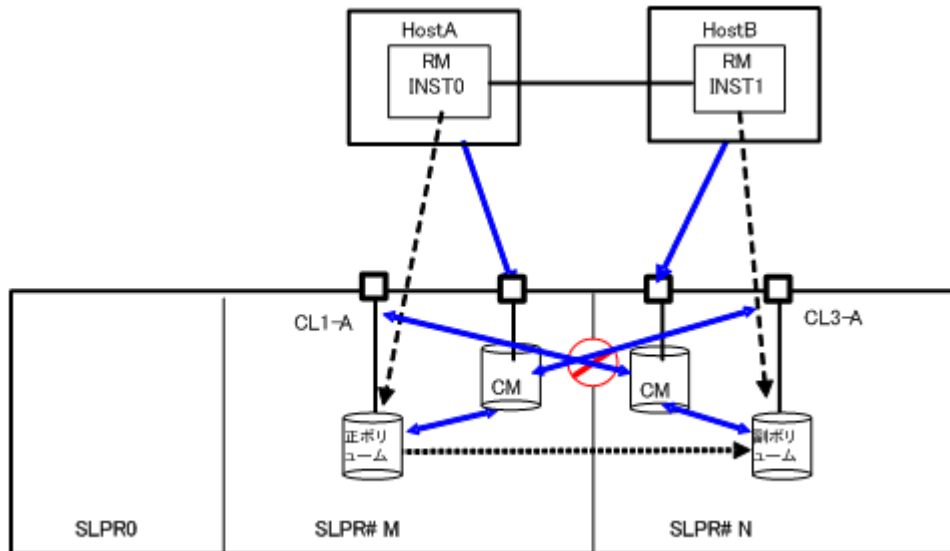 HostA
RM
INST0
HostB
RM
INST1
CL1-A
CL3-A
CM
CM
正ボリ
ューム
副ボリ
ューム
SLPR0
SLPR# M
SLPR# N